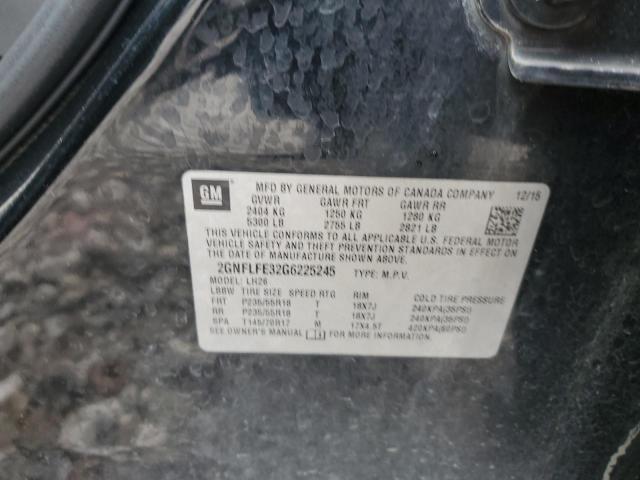 GM
MFD BY GENERAL MOTORS OF CANADA COMPANY 12/15
GVWR GAWR FRT GAWR RR
2404 KG 1250 KG 1280 KG
5300 LB 2755 LB 2821 LB
THIS VEHICLE CONFORMS TO ALL APPLICABLE U.S. FEDERAL MOTOR
VEHICLE SAFETY AND THEFT PREVENTION STANDARDS IN EFFECT ON
THE DATE OF MANUFACTURE SHOWN ABOVE.
2GNFLFE32G6225245 TYPE: M.P.V.
MODEL: LH26
LBBW TIRE SIZE SPEED RTG RIM COLD TIRE PRESSURE
FRT P235/55R18 T 18X7J 240KPA(35PSI)
RR P235/55R18 T 18X7J 240KPA(35PSI)
SPA T145/70R17 M 17X4.5T 420KPA(60PSI)
SEE OWNER'S MANUAL FOR MORE INFORMATION.